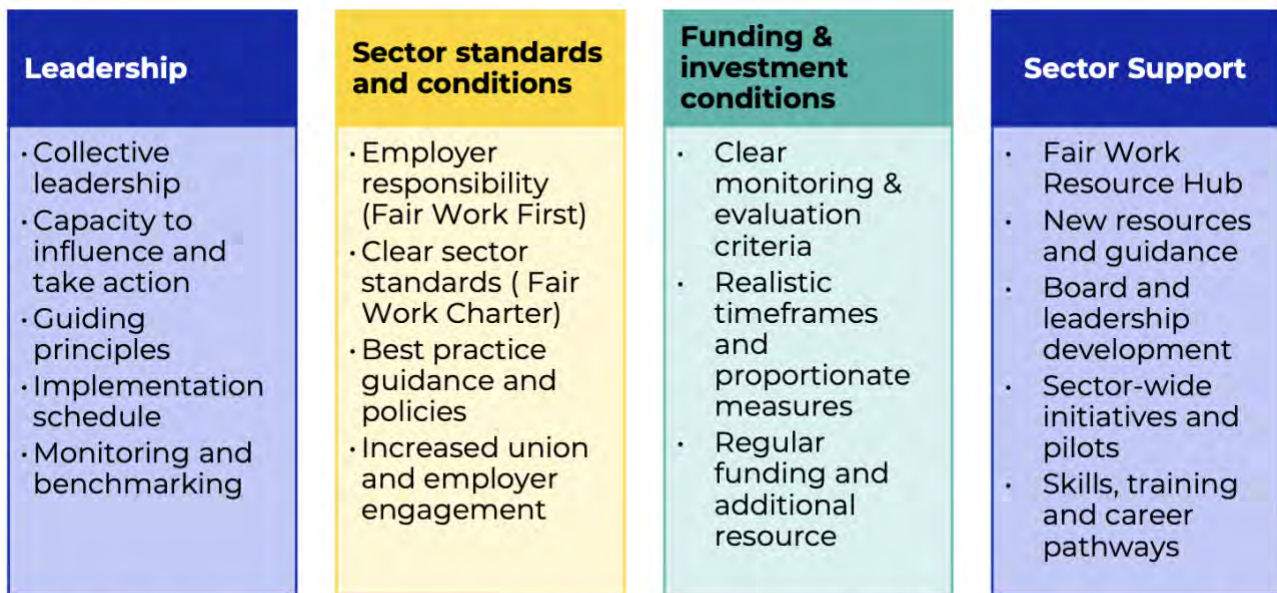 Leadership
· Collective
leadership
· Capacity to
influence and
take action
· Guiding
principles
· Implementation
schedule
· Monitoring and
benchmarking
Sector standards
and conditions
· Employer
responsibility
(Fair Work First)
· Clear sector
standards ( Fair
Work Charter)
· Best practice
guidance and
policies
· Increased union
and employer
engagement
Funding &
investment
conditions
· Clear
monitoring &
evaluation
criteria
· Realistic
timeframes
and
proportionate
measures
· Regular
funding and
additional
resource
Sector Support
· Fair Work
Resource Hub
· New resources
and guidance
· Board and
leadership
development
· Sector-wide
initiatives and
pilots
· Skills, training
and career
pathways